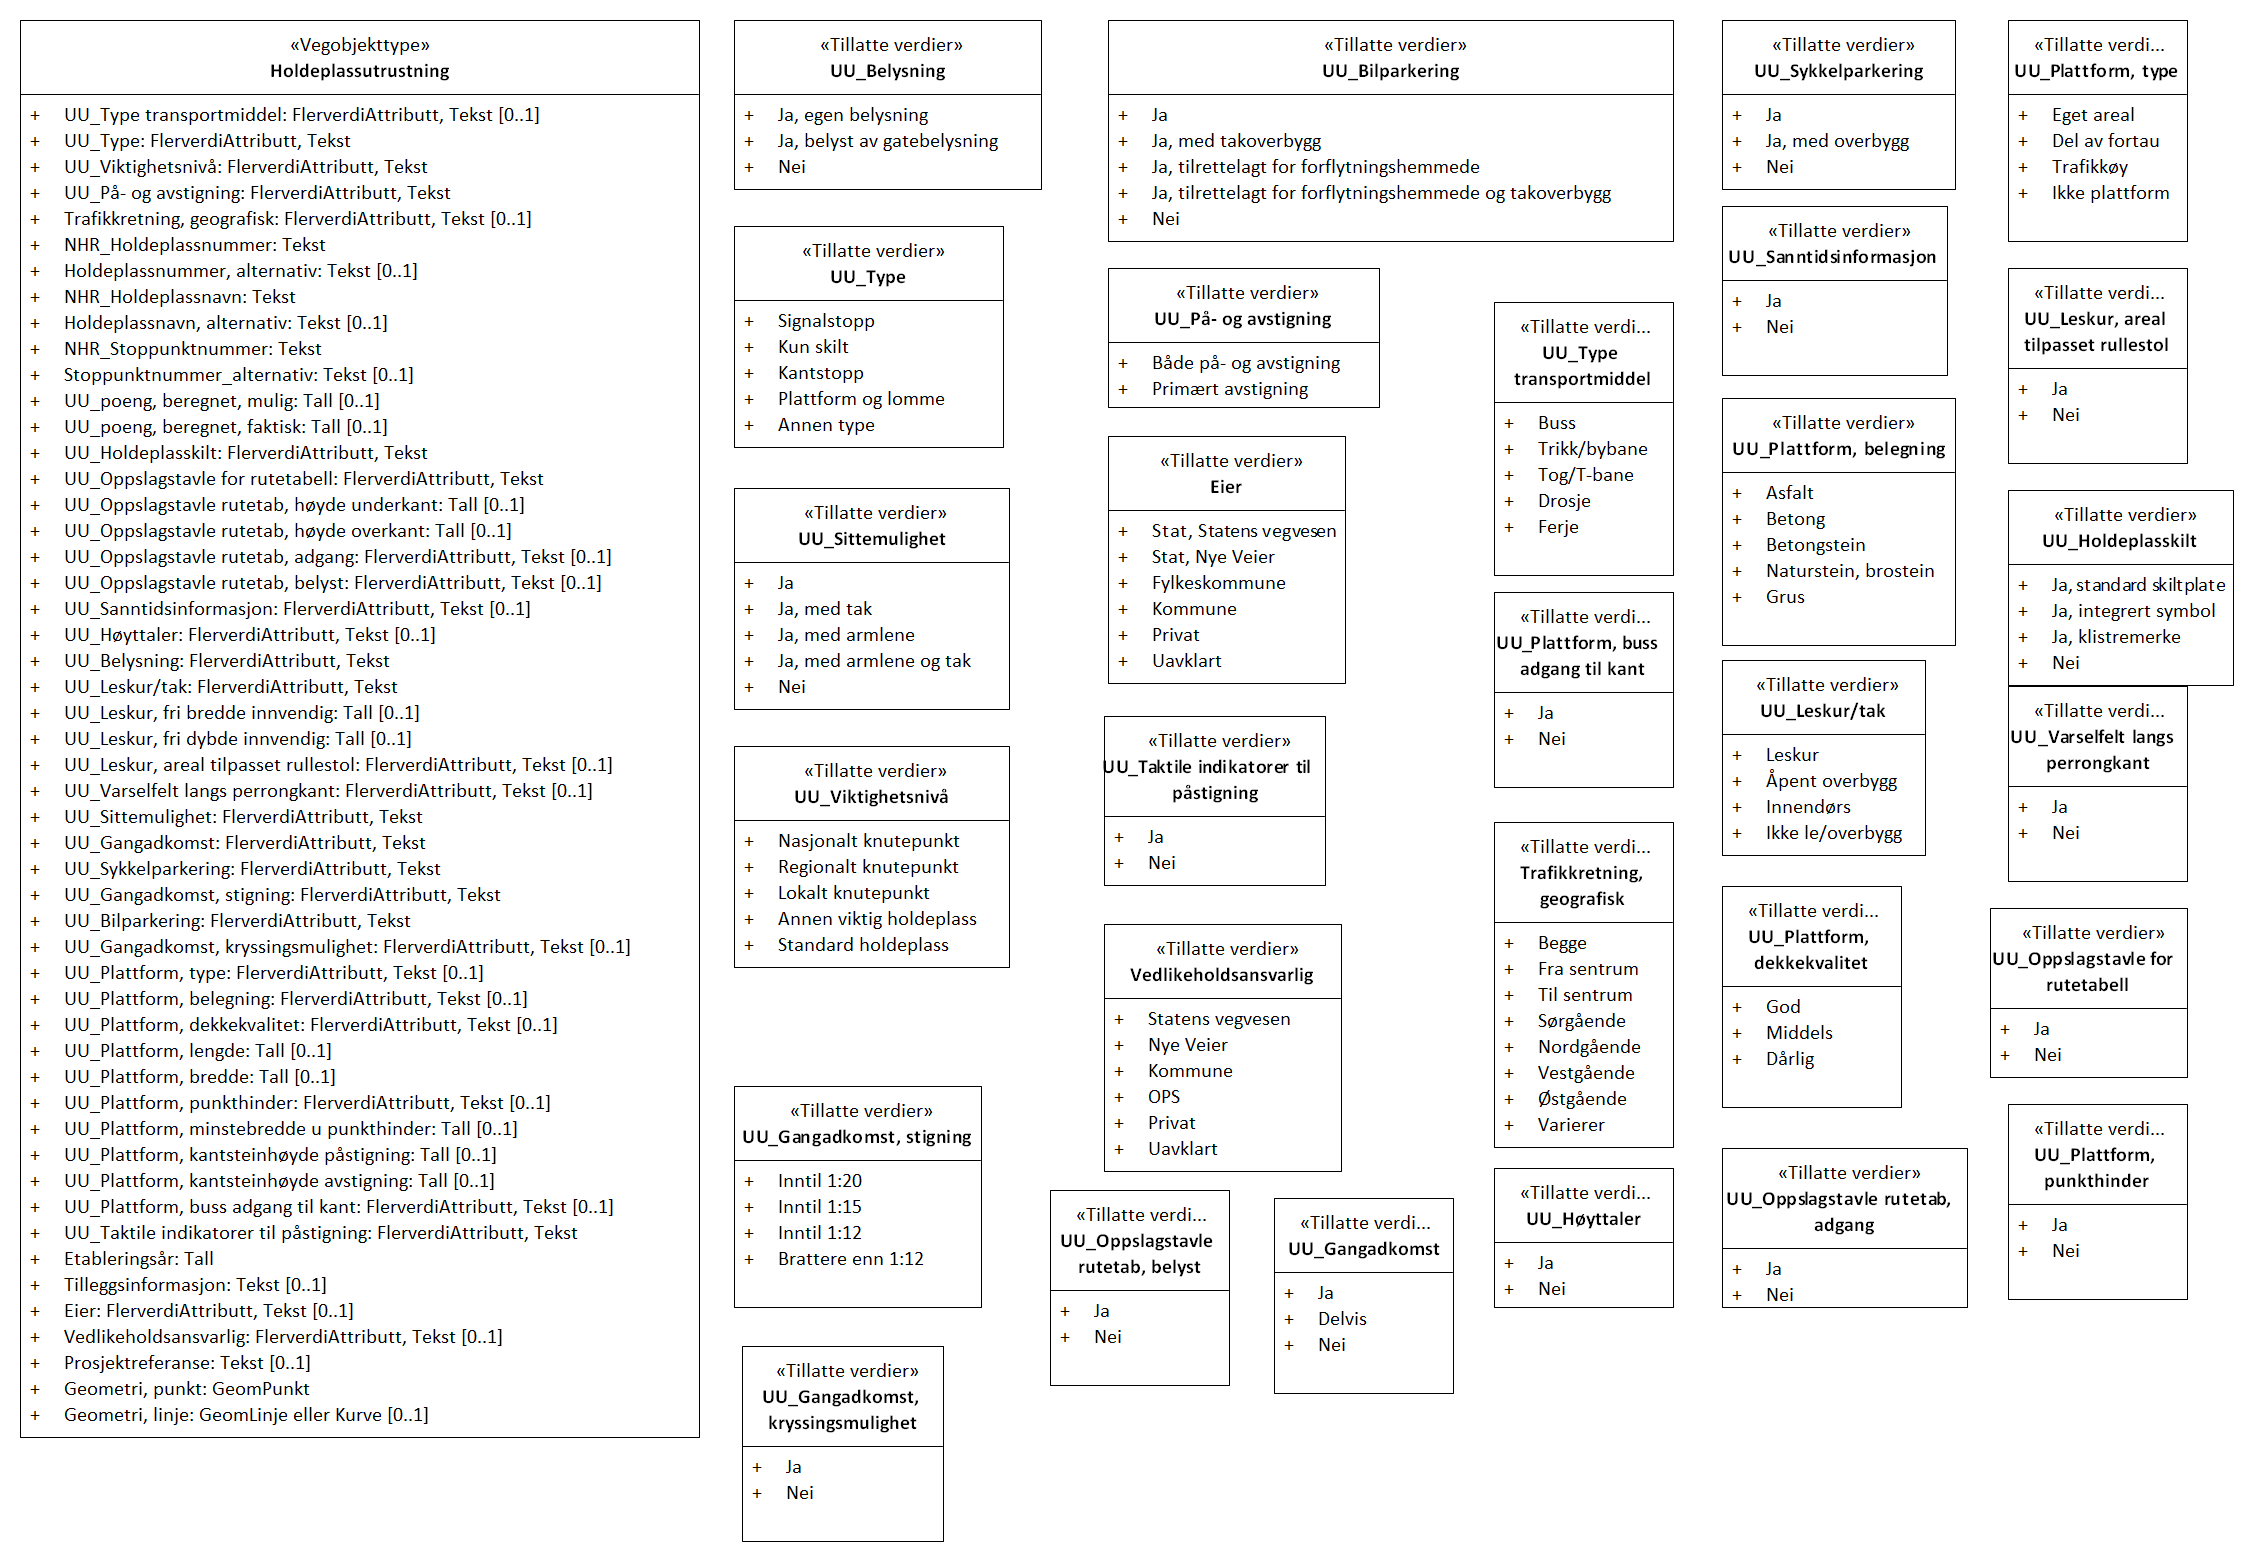 «Vegobjekttype»
Holdeplassutrustning
+ UU_Type transportmiddel: FlerverdiAttributt, Tekst [0..1]
+ UU_Type: FlerverdiAttributt, Tekst
+ UU_Viktighetsnivå: FlerverdiAttributt, Tekst
+ UU_På- og avstigning: FlerverdiAttributt, Tekst
+ Trafikkretning, geografisk: FlerverdiAttributt, Tekst [0..1]
+ NHR_Holdeplassnummer: Tekst
+ Holdeplassnummer, alternativ: Tekst [0..1]
+ NHR_Holdeplassnavn: Tekst
+ Holdeplassnavn, alternativ: Tekst [0..1]
+ NHR_Stoppunktnummer: Tekst
+ Stoppunktnummer_alternativ: Tekst [0..1]
+ UU_poeng, beregnet, mulig: Tall [0..1]
+ UU_poeng, beregnet, faktisk: Tall [0..1]
+ UU_Holdeplasskilt: FlerverdiAttributt, Tekst
+ UU_Oppslagstavle for rutetabell: FlerverdiAttributt, Tekst
+ UU_Oppslagstavle rutetab, høyde underkant: Tall [0..1]
+ UU_Oppslagstavle rutetab, høyde overkant: Tall [0..1]
+ UU_Oppslagstavle rutetab, adgang: FlerverdiAttributt, Tekst [0..1]
+ UU_Oppslagstavle rutetab, belyst: FlerverdiAttributt, Tekst [0..1]
+ UU_Sanntidsinformasjon: FlerverdiAttributt, Tekst [0..1]
+ UU_Høyttaler: FlerverdiAttributt, Tekst [0..1]
+ UU_Belysning: FlerverdiAttributt, Tekst
+ UU_Leskur/tak: FlerverdiAttributt, Tekst
+ UU_Leskur, fri bredde innvendig: Tall [0..1]
+ UU_Leskur, fri dybde innvendig: Tall [0..1]
+ UU_Leskur, areal tilpasset rullestol: FlerverdiAttributt, Tekst [0..1]
+ UU_Varselfelt langs perrongkant: FlerverdiAttributt, Tekst [0..1]
+ UU_Sittemulighet: FlerverdiAttributt, Tekst
+ UU_Gangadkomst: FlerverdiAttributt, Tekst
+ UU_Sykkelparkering: FlerverdiAttributt, Tekst
+ UU_Gangadkomst, stigning: FlerverdiAttributt, Tekst
+ UU_Bilparkering: FlerverdiAttributt, Tekst
+ UU_Gangadkomst, kryssingsmulighet: FlerverdiAttributt, Tekst [0..1]
+ UU_Plattform, type: FlerverdiAttributt, Tekst [0..1]
+ UU_Plattform, belegning: FlerverdiAttributt, Tekst [0..1]
+ UU_Plattform, dekkekvalitet: FlerverdiAttributt, Tekst [0..1]
+ UU_Plattform, lengde: Tall [0..1]
+ UU_Plattform, bredde: Tall [0..1]
+ UU_Plattform, punkthinder: FlerverdiAttributt, Tekst [0..1]
+ UU_Plattform, minstebredde u punkthinder: Tall [0..1]
+ UU_Plattform, kantsteinhøyde påstigning: Tall [0..1]
+ UU_Plattform, kantsteinhøyde avstigning: Tall [0..1]
+ UU_Plattform, buss adgang til kant: FlerverdiAttributt, Tekst [0..1]
+ UU_Taktile indikatorer til påstigning: FlerverdiAttributt, Tekst
+ Etableringsår: Tall
+ Tilleggsinformasjon: Tekst [0..1]
+ Eier: FlerverdiAttributt, Tekst [0..1]
+ Vedlikeholdsansvarlig: FlerverdiAttributt, Tekst [0..1]
+ Prosjektreferanse: Tekst [0..1]
+ Geometri, punkt: GeomPunkt
+ Geometri, linje: GeomLinje eller Kurve [0..1]
«Tillatte verdier»
UU_Belysning
+ Ja, egen belysning
+ Ja, belyst av gatebelysning
+ Nei
«Tillatte verdier»
UU_Type
+ Signalstopp
+ Kun skilt
+ Kantstopp
+ Plattform og lomme
+ Annen type
«Tillatte verdier»
UU_Sittemulighet
+ Ja
+ Ja, med tak
+ Ja, med armlene
+ Ja, med armlene og tak
+ Nei
«Tillatte verdier»
UU_Viktighetsnivå
+ Nasjonalt knutepunkt
+ Regionalt knutepunkt
+ Lokalt knutepunkt
+ Annen viktig holdeplass
+ Standard holdeplass
«Tillatte verdier»
UU_Gangadkomst, stigning
+ Inntil 1:20
+ Inntil 1:15
+ Inntil 1:12
+ Brattere enn 1:12
«Tillatte verdier»
UU_Gangadkomst,
kryssingsmulighet
+ Ja
+ Nei
«Tillatte verdier»
UU_Bilparkering
+ Ja
+ Ja, med takoverbygg
+ Ja, tilrettelagt for forflytningshemmede
+ Ja, tilrettelagt for forflytningshemmede og takoverbygg
+ Nei
«Tillatte verdier»
UU_På- og avstigning
+ Både på- og avstigning
+ Primært avstigning
«Tillatte verdier»
Eier
+ Stat, Statens vegvesen
+ Stat, Nye Veier
+ Fylkeskommune
+ Kommune
+ Privat
+ Uavklart
«Tillatte verdier»
UU_Taktile indikatorer til
påstigning
+ Ja
+ Nei
«Tillatte verdier»
Vedlikeholdsansvarlig
+ Statens vegvesen
+ Nye Veier
+ Kommune
+ OPS
+ Privat
+ Uavklart
«Tillatte verdi...
UU_Oppslagstavle
rutetab, belyst
+ Ja
+ Nei
«Tillatte verdi...
UU_Gangadkomst
+ Ja
+ Delvis
+ Nei
«Tillatte verdi...
UU_Type
transportmiddel
+ Buss
+ Trikk/bybane
+ Tog/T-bane
+ Drosje
+ Ferje
«Tillatte verdi...
UU_Plattform, buss
adgang til kant
+ Ja
+ Nei
«Tillatte verdi...
Trafikkretning,
geografisk
+ Begge
+ Fra sentrum
+ Til sentrum
+ Sørgående
+ Nordgående
+ Vestgående
+ Østgående
+ Varierer
«Tillatte verdi...
UU_Høyttaler
+ Ja
+ Nei
«Tillatte verdier»
UU_Sykkelparkering
+ Ja
+ Ja, med overbygg
+ Nei
«Tillatte verdier»
UU_Sanntidsinformasjon
+ Ja
+ Nei
«Tillatte verdier»
UU_Plattform, belegning
+ Asfalt
+ Betong
+ Betongstein
+ Naturstein, brostein
+ Grus
«Tillatte verdier»
UU_Leskur/tak
+ Leskur
+ Åpent overbygg
+ Innendørs
+ Ikke le/overbygg
«Tillatte verdi...
UU_Plattform,
dekkekvalitet
+ God
+ Middels
+ Dårlig
«Tillatte verdier»
UU_Oppslagstavle rutetab,
adgang
+ Ja
+ Nei
«Tillatte verdi...
UU_Plattform, type
+ Eget areal
+ Del av fortau
+ Trafikkøy
+ Ikke plattform
«Tillatte verdi...
UU_Leskur, areal
tilpasset rullestol
+ Ja
+ Nei
«Tillatte verdier»
UU_Holdeplasskilt
+ Ja, standard skiltplate
+ Ja, integrert symbol
+ Ja, klistremerke
+ Nei
«Tillatte verdi...
UU_Varselfelt langs
perrongkant
+ Ja
+ Nei
«Tillatte verdier»
UU_Oppslagstavle for
rutetabell
+ Ja
+ Nei
«Tillatte verdi...
UU_Plattform,
punkthinder
+ Ja
+ Nei